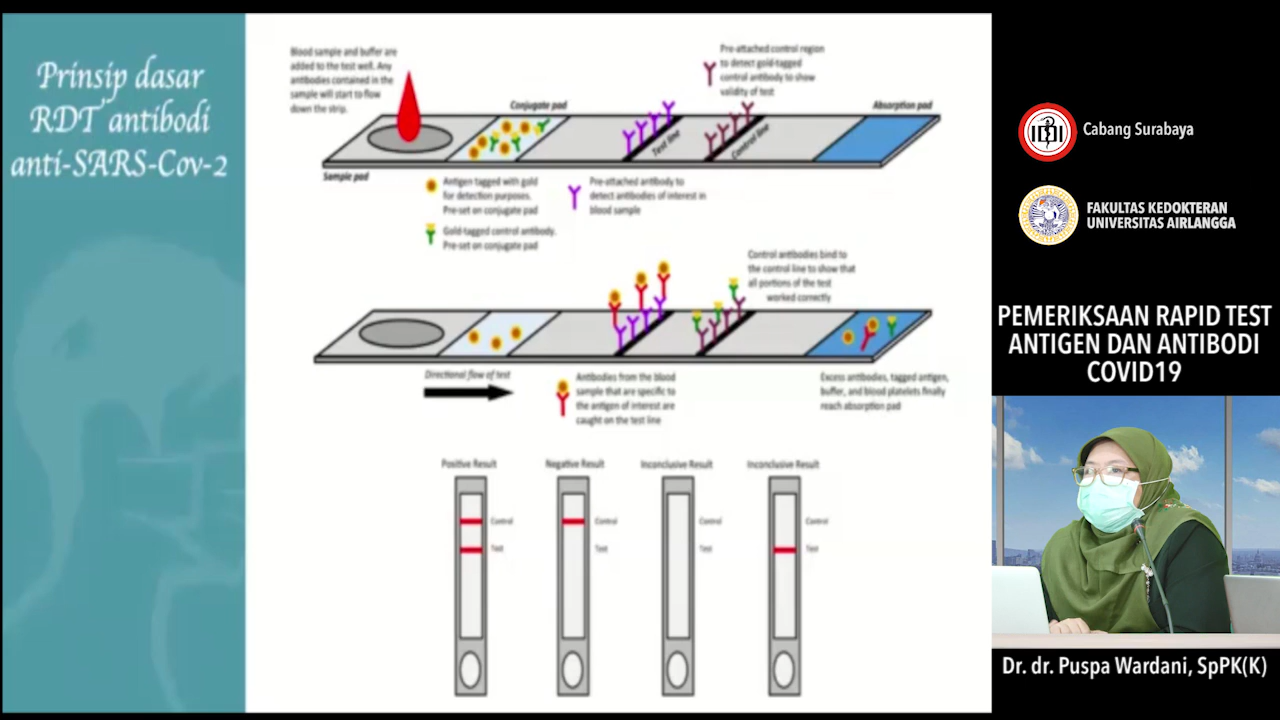 Prinsip dasar
RDT antibodi
anti-SARS-Cov-2
Blood sample and buffer are
added to the test well. Any
antibodies contained in the
sample will start to flow
down the strip.
Conjugate pad
Pre-attached control region
to detect gold-tagged
control antibody to show
validity of test
Absorption pad
Test line
Control line
Sample pad
Antigen tagged with gold
for detection purposes.
Pre-set on conjugate pad
Pre-attached antibody to
detect antibodies of interest in
blood sample
Gold-tagged control antibody.
Pre-set on conjugate pad
Control antibodies bind to
the control line to show that
all portions of the test
worked correctly
Directional flow of test
Antibodies from the blood
sample that are specific to
the antigen of interest are
caught on the test line
Excess antibodies, tagged antigen,
buffer, and blood platelets finally
reach absorption pad
Positive Result
Negative Result
Inconclusive Result
Inconclusive Result
Control
Control
Control
Control
Test
Test
Test
Test
IDI
Cabang Surabaya
FAKULTAS KEDOKTERAN
UNIVERSITAS AIRLANGGA
PEMERIKSAAN RAPID TEST
ANTIGEN DAN ANTIBODI
COVID19
Dr. dr. Puspa Wardani, SpPK(K)